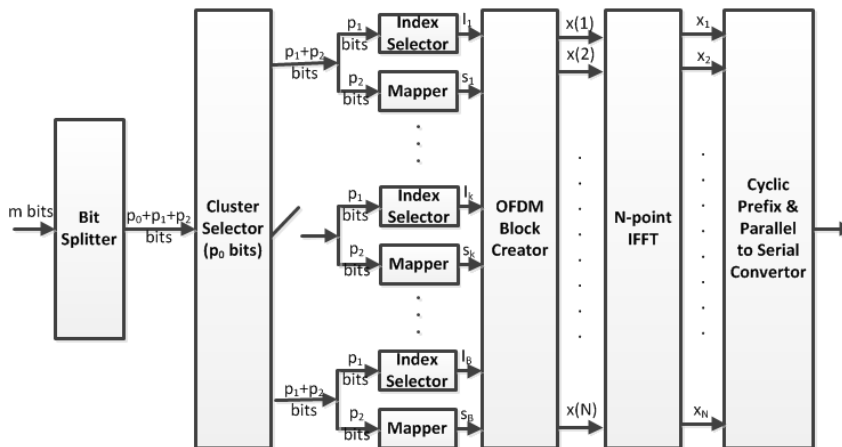 m bits
Bit
Splitter
p₀+p₁+p₂
bits
Cluster
Selector
(p₀ bits)
p₁+p₂
bits
p₁
bits
Index
Selector
I₁
p₂
bits
Mapper
s₁
p₁
bits
Index
Selector
Iₖ
p₂
bits
Mapper
sₖ
p₁+p₂
bits
p₁
bits
Index
Selector
I_B
p₂
bits
Mapper
s_B
OFDM
Block
Creator
x(1)
x(2)
x(N)
N-point
IFFT
x₁
x₂
x_N
Cyclic
Prefix &
Parallel
to Serial
Convertor